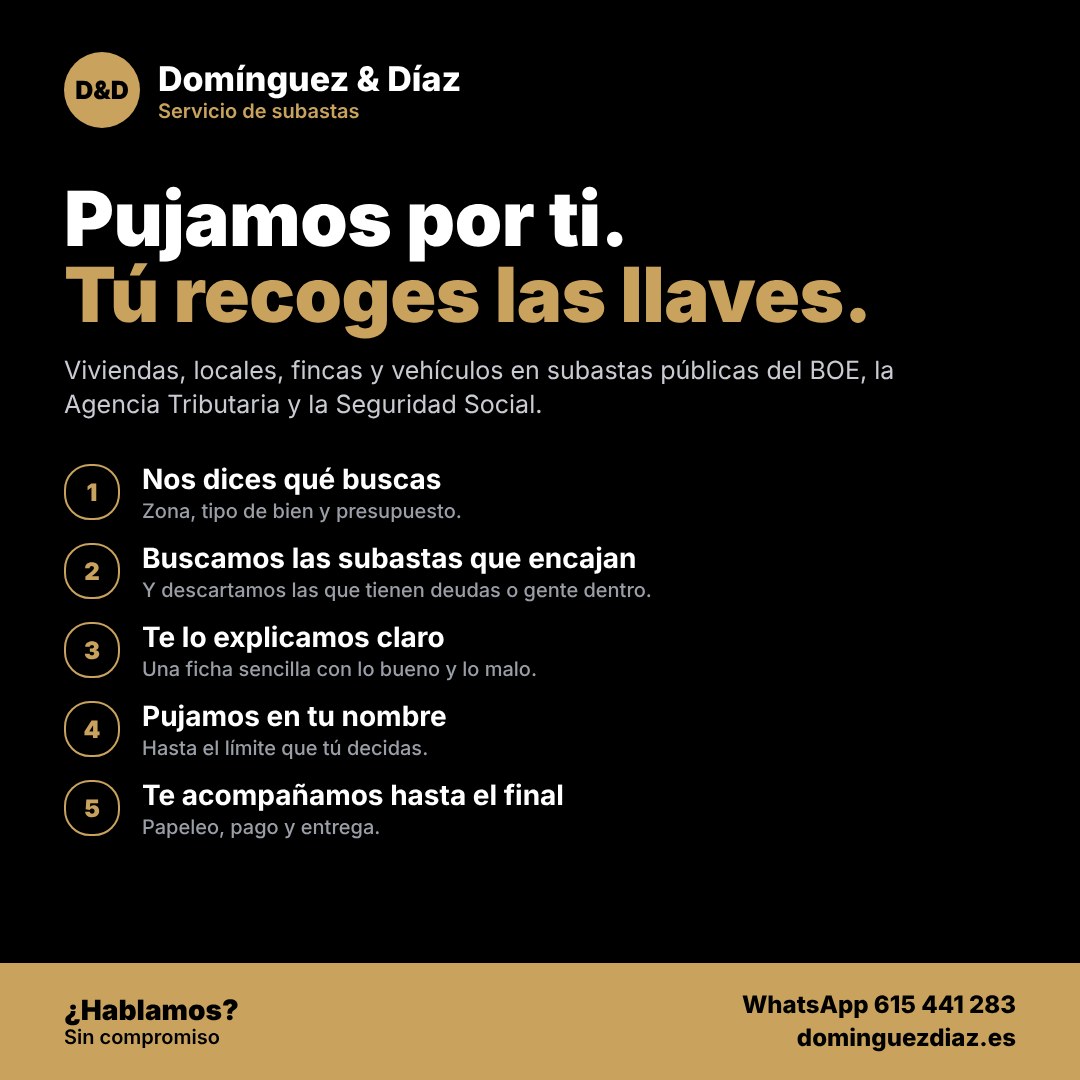 D&D
Domínguez & Díaz
Servicio de subastas
Pujamos por ti.
Tú recoges las llaves.
Viviendas, locales, fincas y vehículos en subastas públicas del BOE, la
Agencia Tributaria y la Seguridad Social.
1
Nos dices qué buscas
Zona, tipo de bien y presupuesto.
2
Buscamos las subastas que encajan
Y descartamos las que tienen deudas o gente dentro.
3
Te lo explicamos claro
Una ficha sencilla con lo bueno y lo malo.
4
Pujamos en tu nombre
Hasta el límite que tú decidas.
5
Te acompañamos hasta el final
Papeleo, pago y entrega.
¿Hablamos?
Sin compromiso
WhatsApp 615 441 283
dominguezdiaz.es